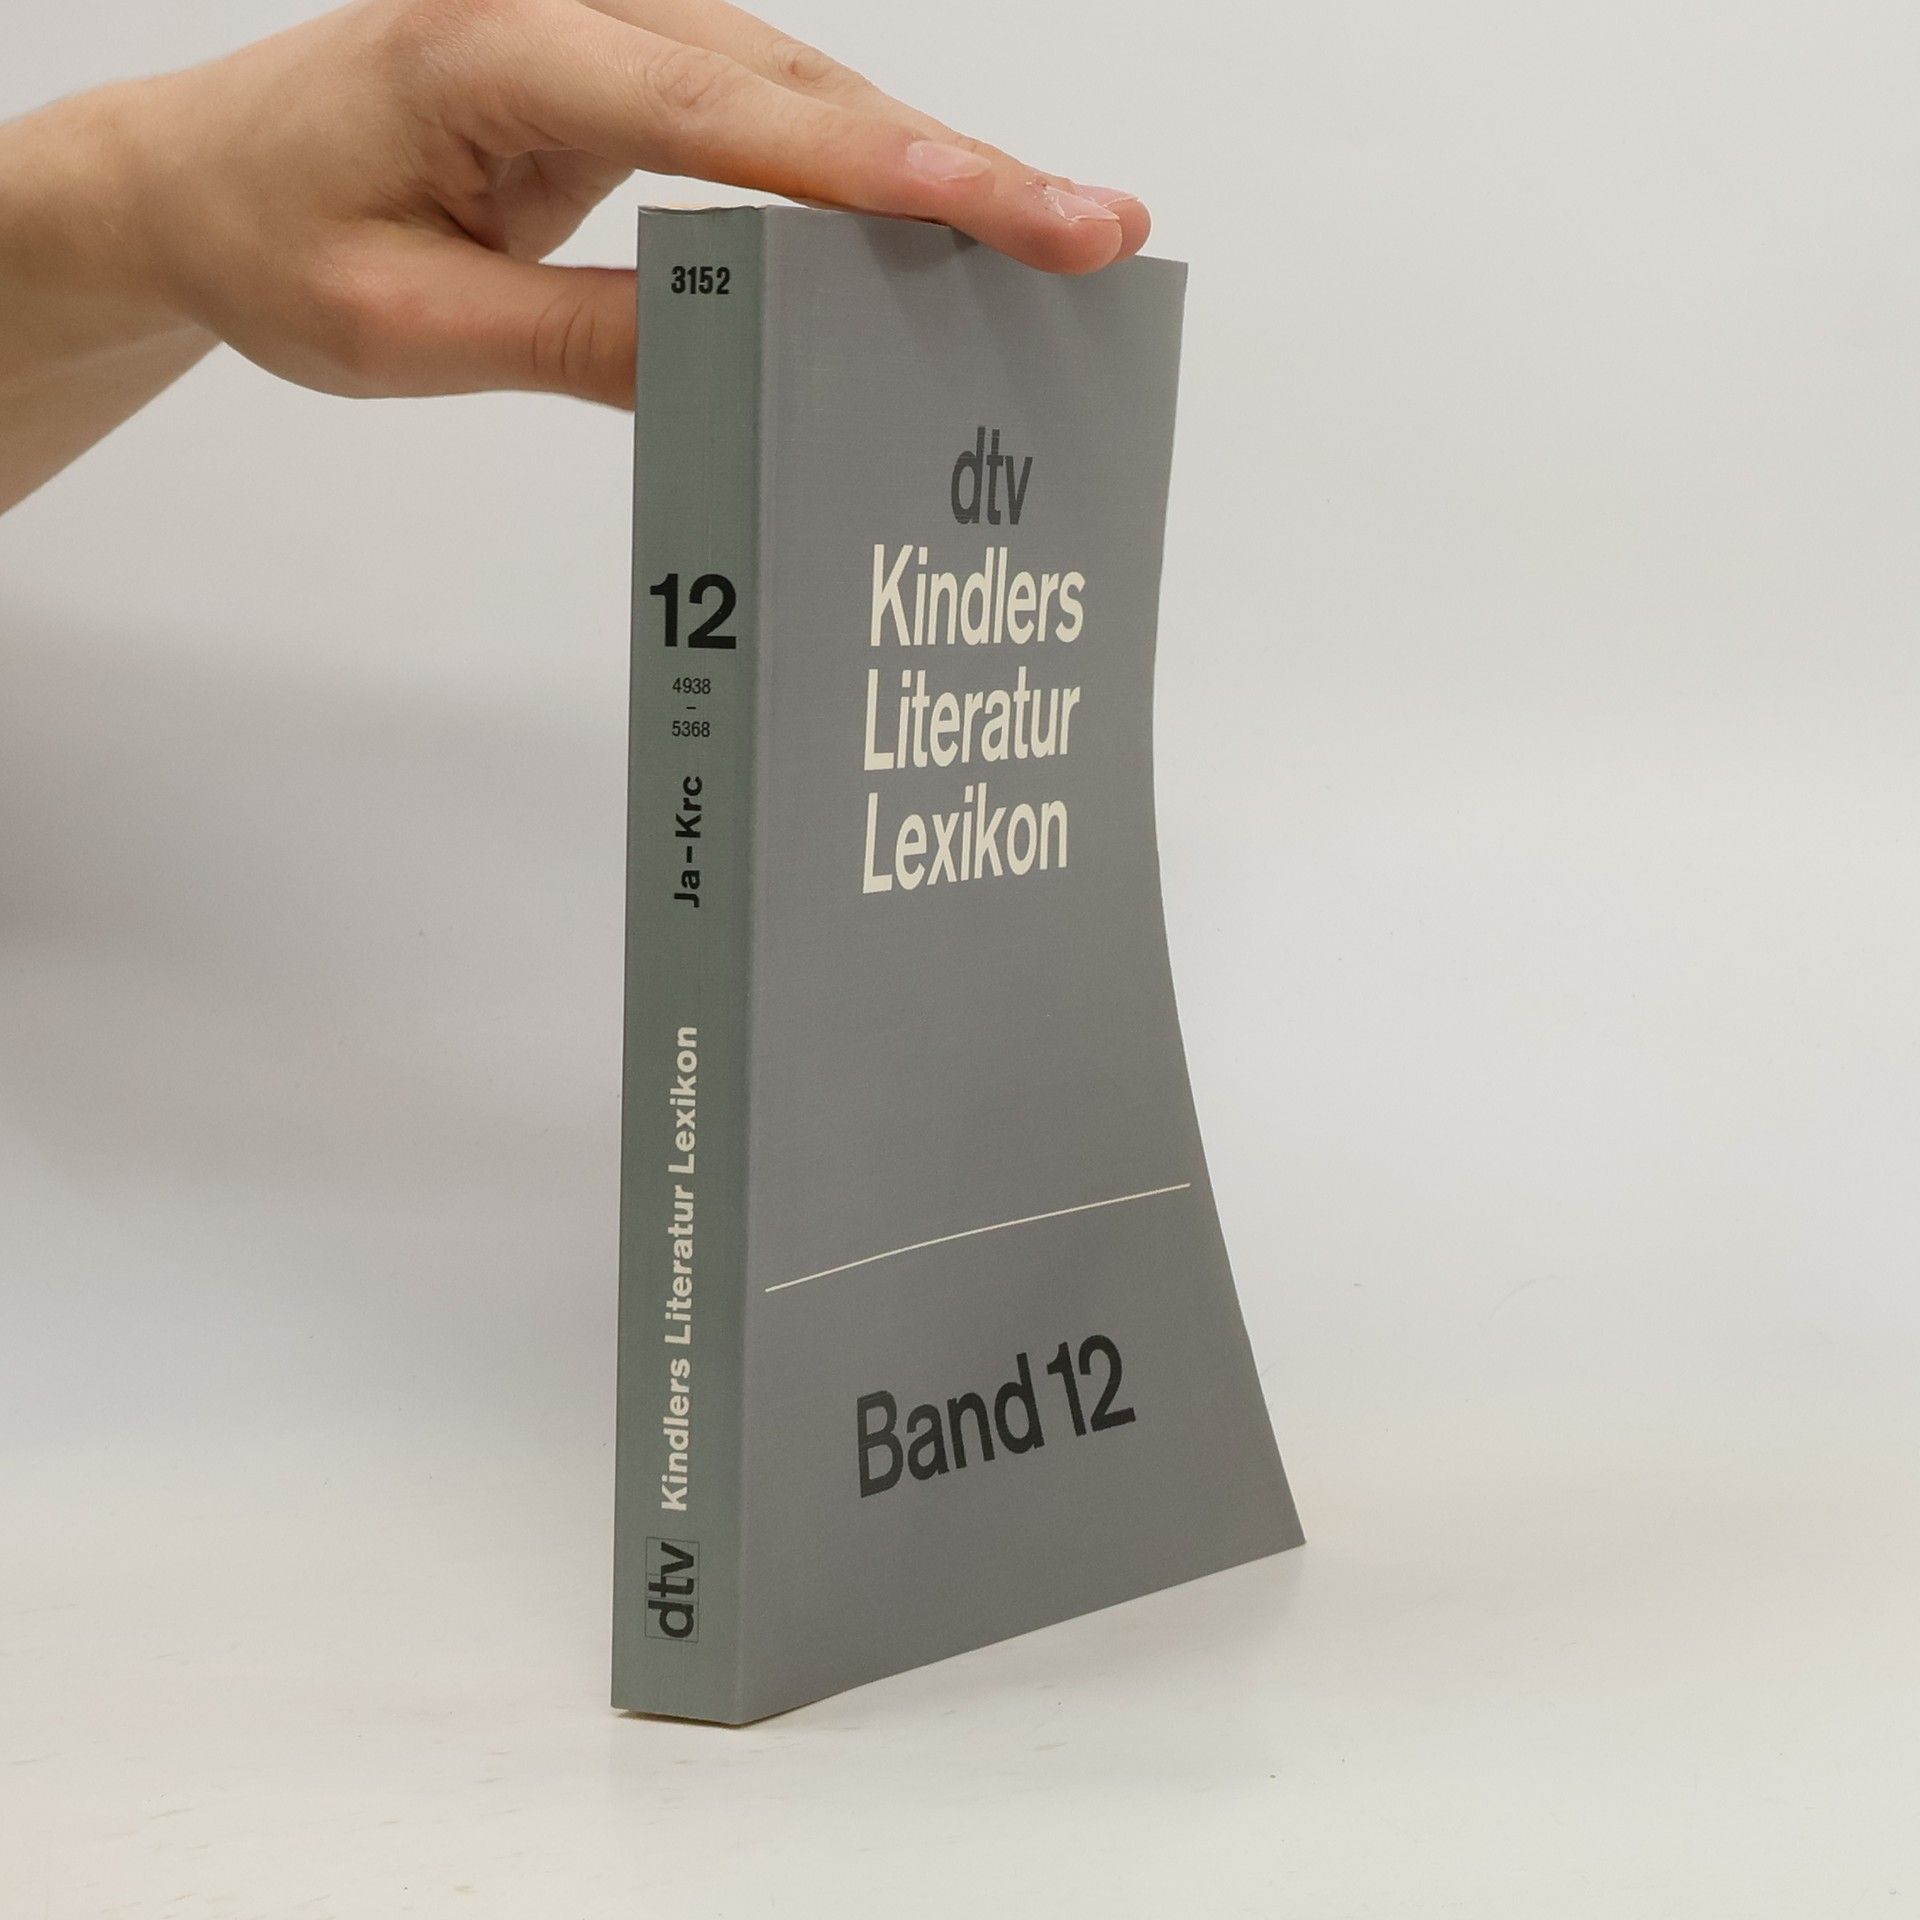 3152
12
4938
–
5368
Ja–Krc
Kindlers Literatur Lexikon
dtv
dtv
Kindlers
Literatur
Lexikon
Band 12